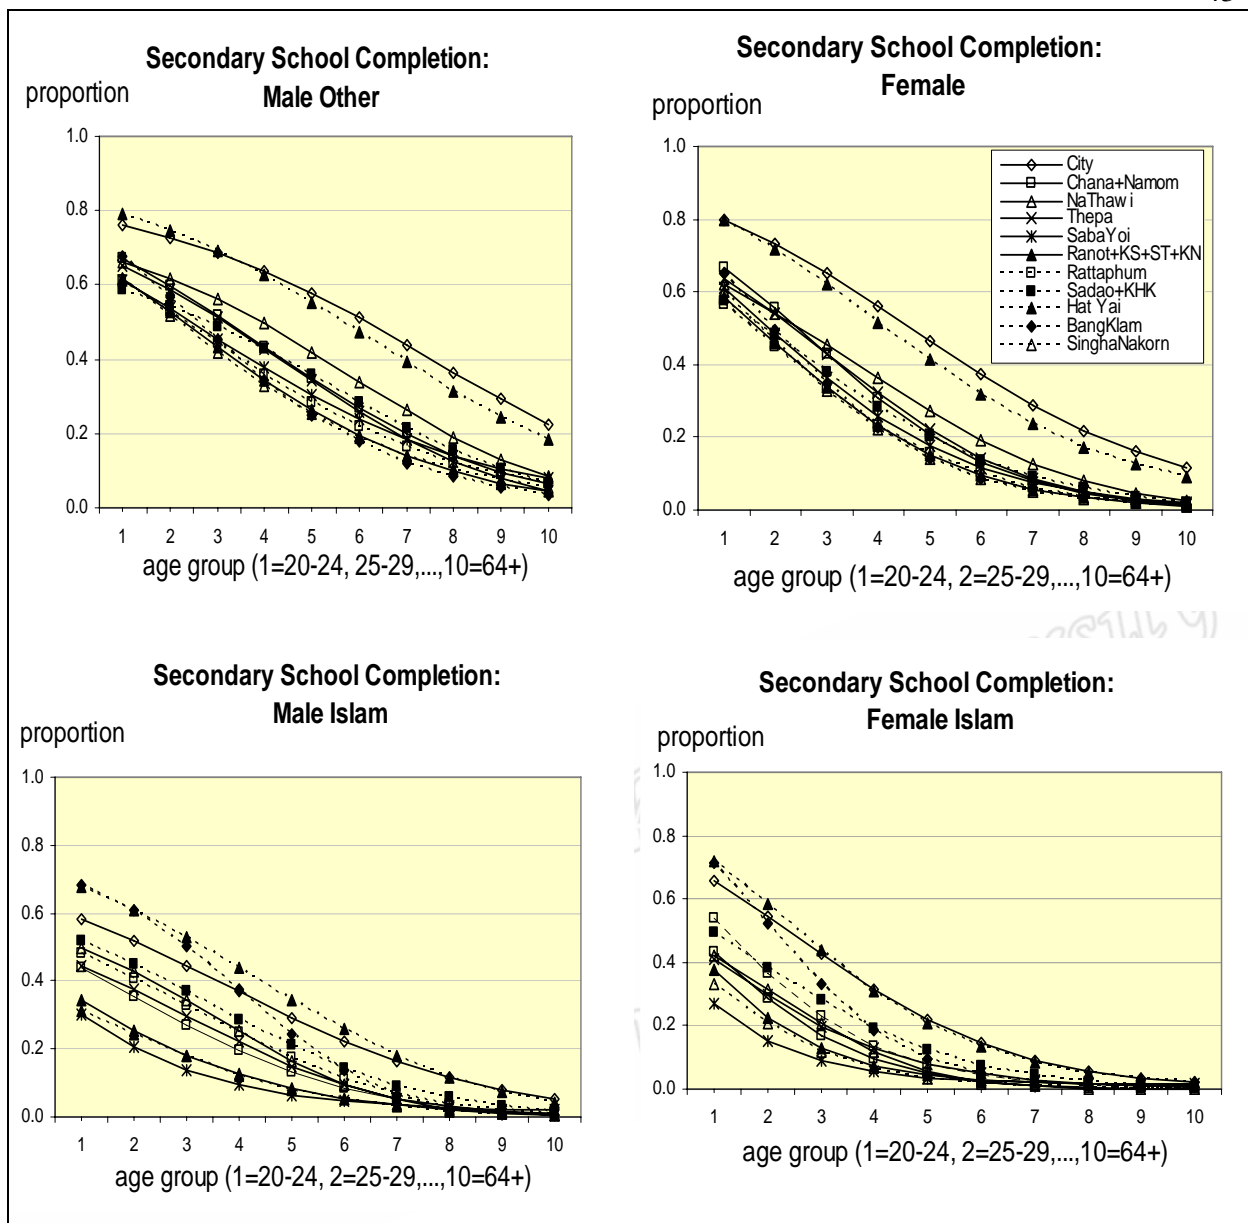 Secondary School Completion:
Male Other
proportion
1.0
0.8
0.6
0.4
0.2
0.0
1 2 3 4 5 6 7 8 9 10
age group (1=20-24, 25-29,...,10=64+)
Secondary School Completion:
Female
proportion
1.0
0.8
0.6
0.4
0.2
0.0
City
Chana+Namom
NaThawi
Thepa
SabaYoi
Ranot+KS+ST+KN
Rattaphum
Sadao+KHK
Hat Yai
BangKlam
SinghaNakorn
1 2 3 4 5 6 7 8 9 10
age group (1=20-24, 2=25-29,...,10=64+)
Secondary School Completion:
Male Islam
proportion
1.0
0.8
0.6
0.4
0.2
0.0
1 2 3 4 5 6 7 8 9 10
age group (1=20-24, 2=25-29,...,10=64+)
Secondary School Completion:
Female Islam
proportion
1.0
0.8
0.6
0.4
0.2
0.0
1 2 3 4 5 6 7 8 9 10
age group (1=20-24, 2=25-29,...,10=64+)